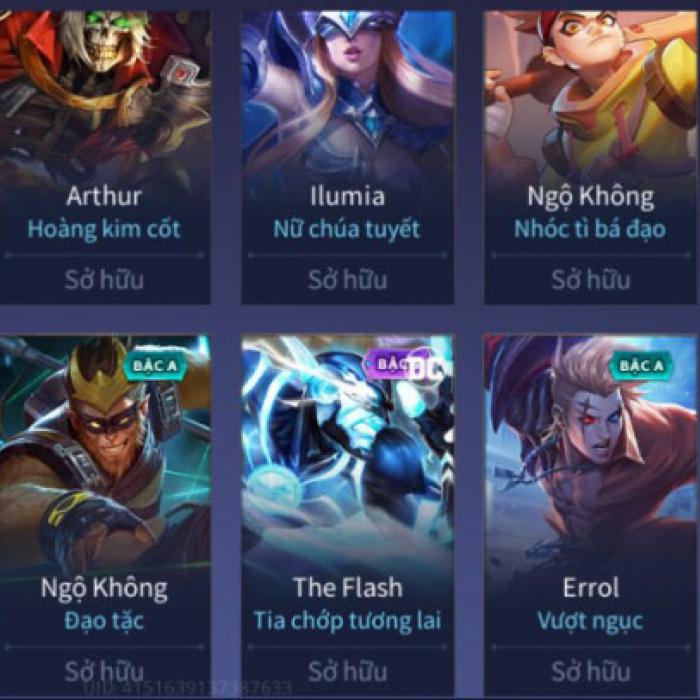 Arthur
Hoàng kim cốt
Sở hữu
Ilumia
Nữ chúa tuyết
Sở hữu
Ngộ Không
Nhóc tì bá đạo
Sở hữu
BẬC A
Ngộ Không
Đạo tặc
Sở hữu
BẬC
DC
The Flash
Tia chớp tương lai
Sở hữu
BẬC A
Errol
Vượt ngục
Sở hữu